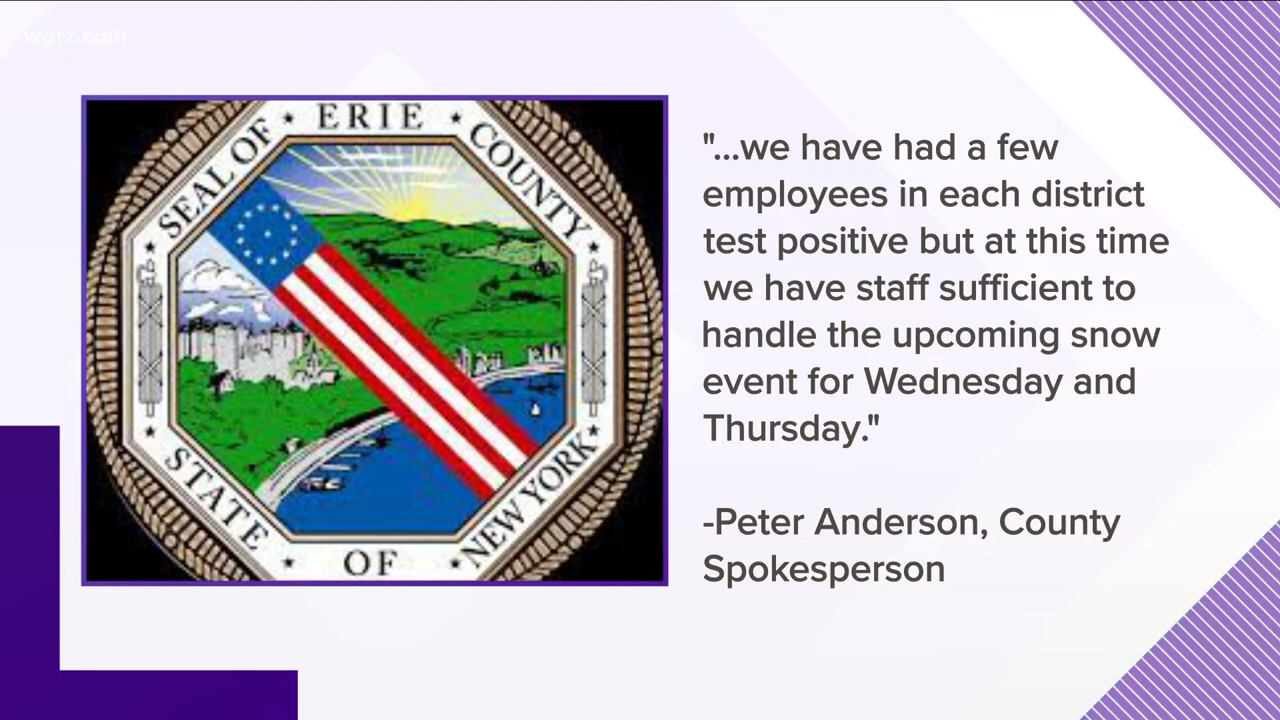 wgrz.com
SEAL OF ERIE COUNTY
STATE OF NEW YORK
"...we have had a few
employees in each district
test positive but at this time
we have staff sufficient to
handle the upcoming snow
event for Wednesday and
Thursday."
-Peter Anderson, County
Spokesperson